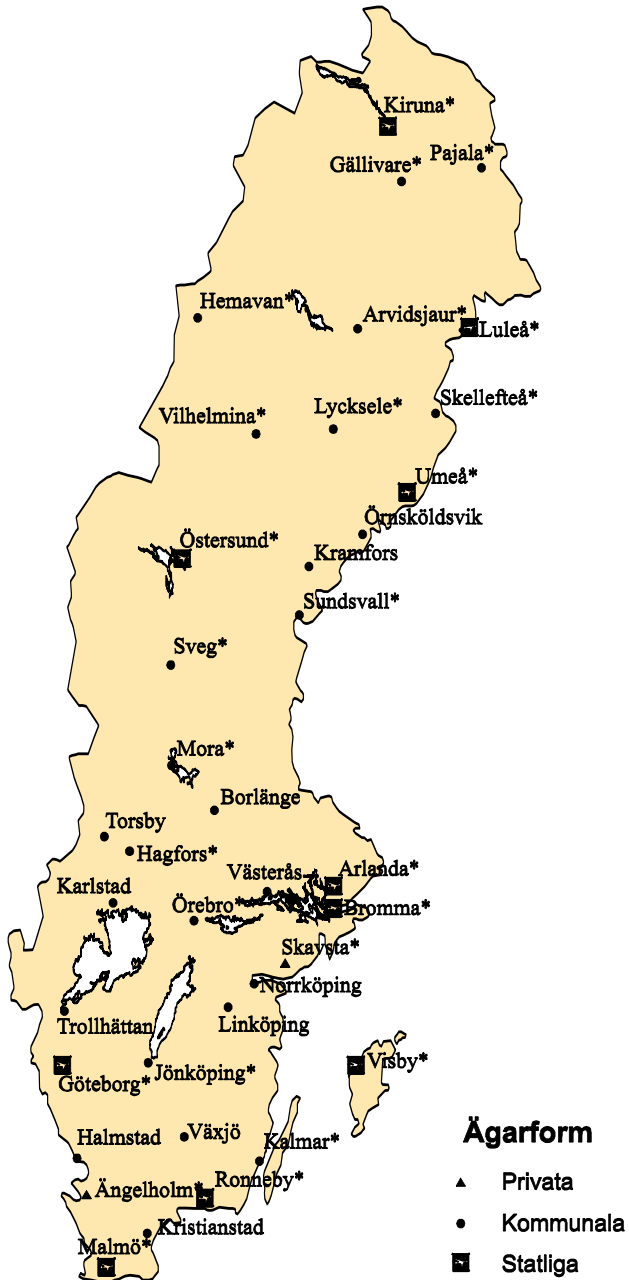 Kiruna*
Pajala*
Gällivare*
Hemavan*
Arvidsjaur*
Luleå*
Skellefteå*
Lycksele*
Vilhelmina*
Umeå*
Örnsköldsvik
Östersund*
Kramfors
Sundsvall*
Sveg*
Mora*
Borlänge
Torsby
Hagfors*
Västerås
Arlanda*
Karlstad
Örebro*
Bromma*
Skavsta*
Norrköping
Linköping
Trollhättan
Visby*
Jönköping*
Göteborg*
Växjö
Halmstad
Kalmar*
Ronneby*
Ängelholm*
Kristianstad
Malmö*
Ägarform
Privata
Kommunala
Statliga